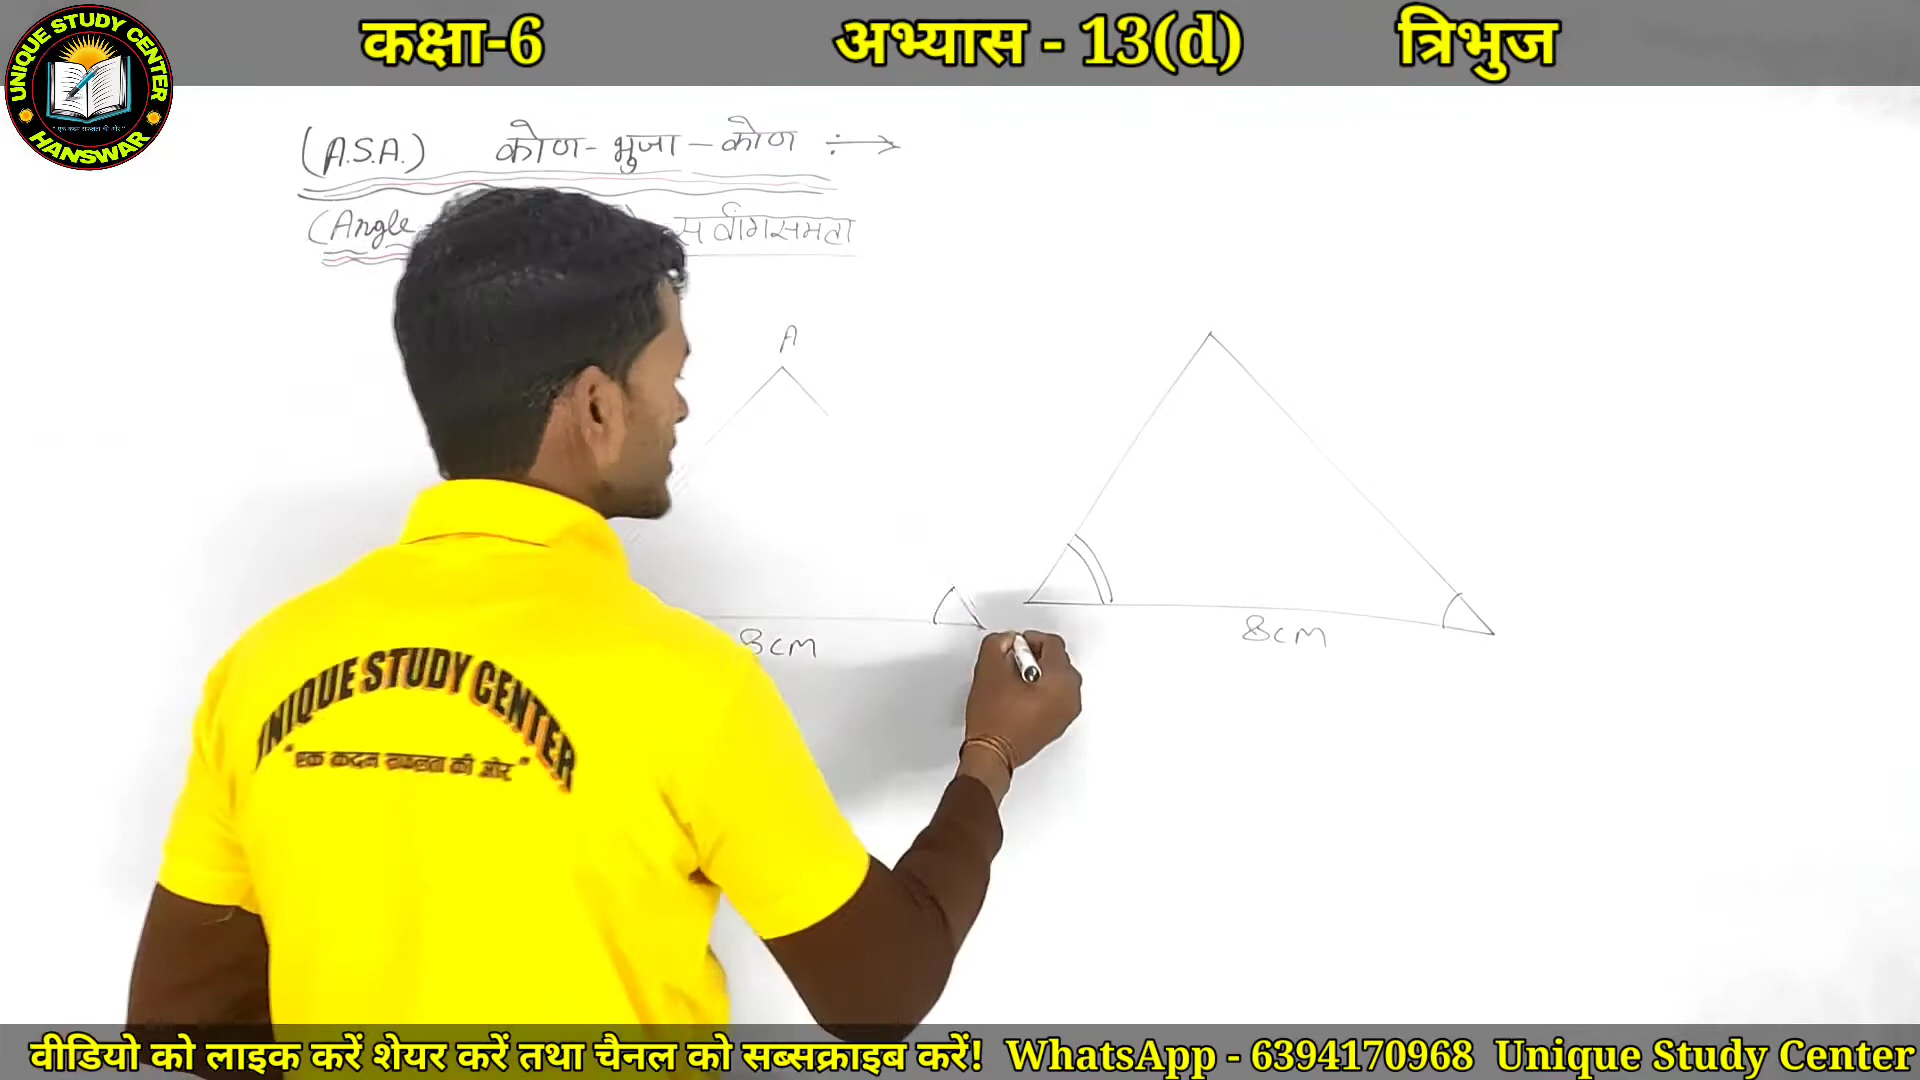 कक्षा-6 अभ्यास - 13(d) त्रिभुज
UNIQUE STUDY CENTER
HANSWAR
(A.S.A.) कोण - भुजा - कोण :→
(Angle सर्वांगसमता
A
8cm
8cm
UNIQUE STUDY CENTER
"एक कदम सफलता की ओर"
वीडियो को लाइक करें शेयर करें तथा चैनल को सब्सक्राइब करें! WhatsApp - 6394170968 Unique Study Center